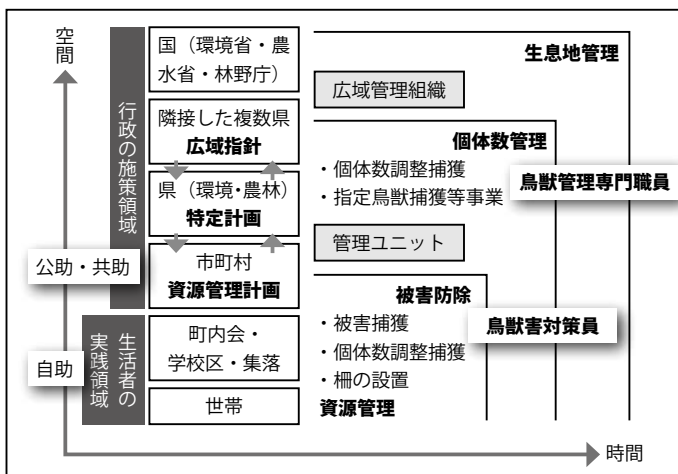 空間
行政の施策領域
公助・共助
生活者の
実践領域
自助
国（環境省・農
水省・林野庁）
隣接した複数県
広域指針
県（環境・農林）
特定計画
市町村
資源管理計画
町内会・
学校区・集落
世帯
生息地管理
広域管理組織
個体数管理
・個体数調整捕獲
・指定鳥獣捕獲等事業
鳥獣管理専門職員
管理ユニット
被害防除
・被害捕獲
・個体数調整捕獲
・柵の設置
資源管理
鳥獣害対策員
時間